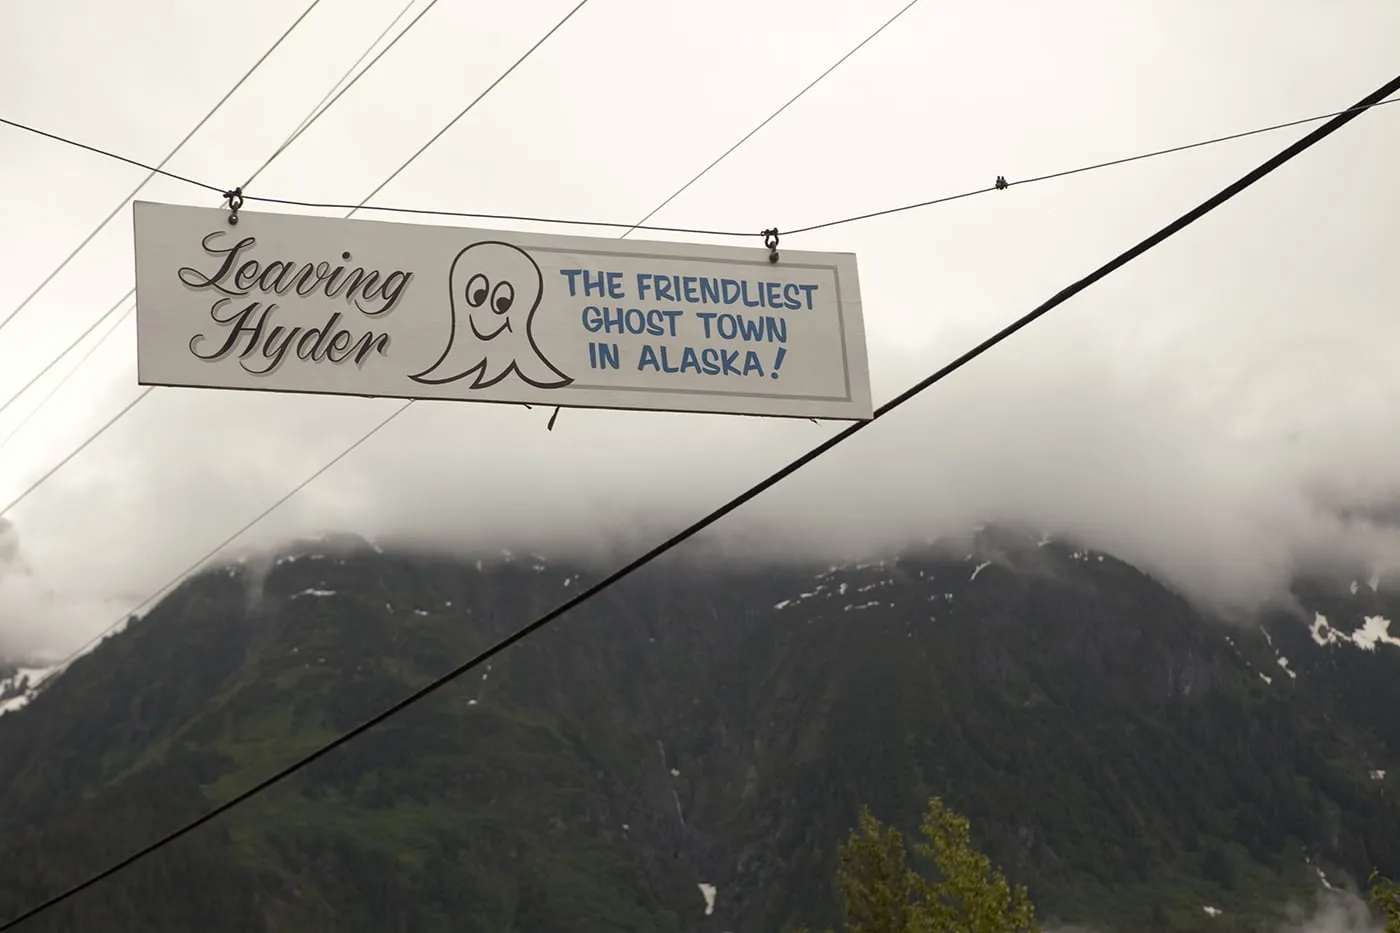 Leaving
Hyder
THE FRIENDLIEST
GHOST TOWN
IN ALASKA!